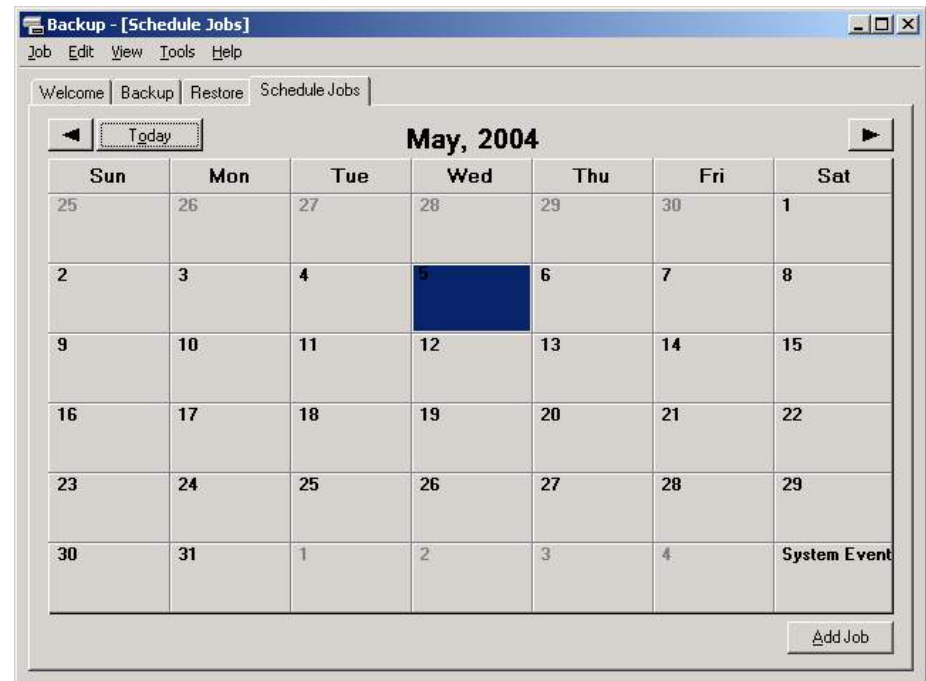 Backup - [Schedule Jobs]
Job Edit View Tools Help
Welcome Backup Restore Schedule Jobs
Today May, 2004
Sun Mon Tue Wed Thu Fri Sat
25 26 27 28 29 30 1
2 3 4 5 6 7 8
9 10 11 12 13 14 15
16 17 18 19 20 21 22
23 24 25 26 27 28 29
30 31 1 2 3 4 System Event
Add Job